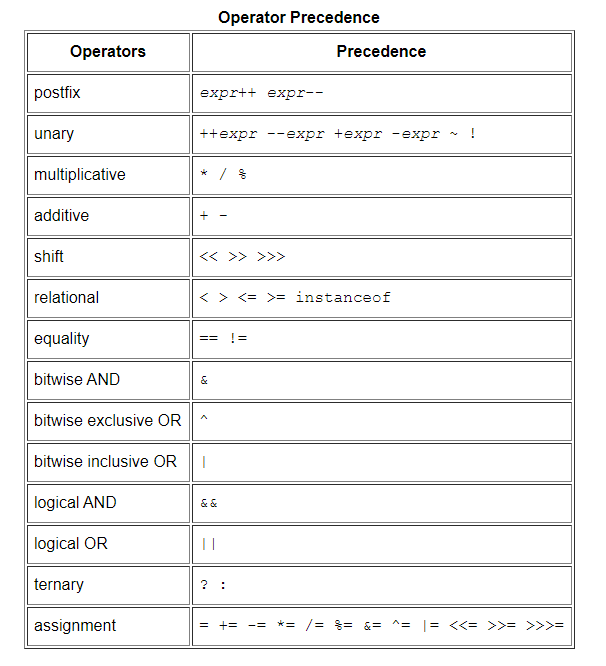 Operator Precedence
Operators Precedence
postfix expr++ expr--
unary ++expr --expr +expr -expr ~ !
multiplicative * / %
additive + -
shift << >> >>>
relational < > <= >= instanceof
equality == !=
bitwise AND &
bitwise exclusive OR ^
bitwise inclusive OR |
logical AND &&
logical OR ||
ternary ? :
assignment = += -= *= /= %= &= ^= |= <<= >>= >>>=